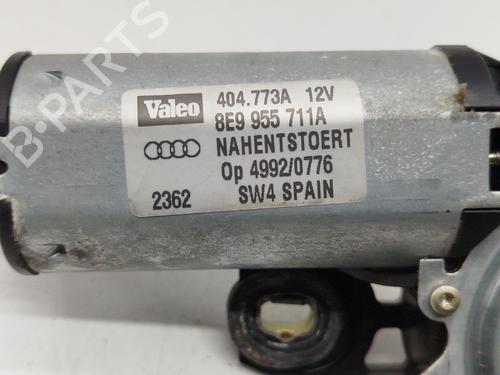 Valeo 404.773A 12V
8E9 955 711A
NAHENTSTOERT
Op 4992/0776
2362 SW4 SPAIN
B-PARTS